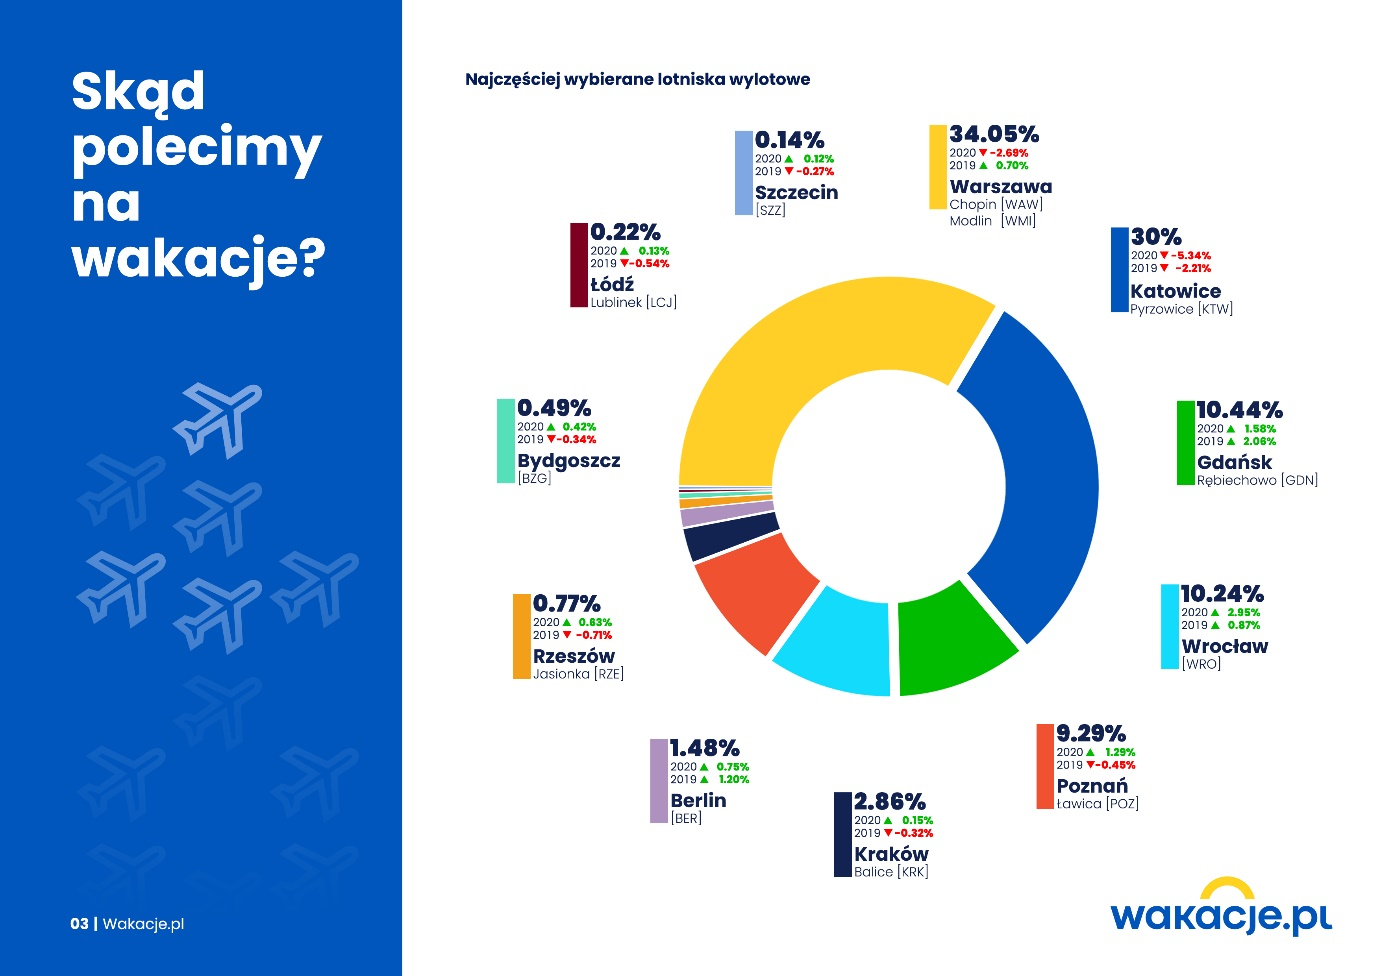 Skąd
polecimy
na
wakacje?
Najczęściej wybierane lotniska wylotowe
0.14%
2020 ▲ 0.12%
2019 ▼ -0.27%
Szczecin
[SZZ]
34.05%
2020 ▼ -2.69%
2019 ▲ 0.70%
Warszawa
Chopin [WAW]
Modlin [WMI]
0.22%
2020 ▲ 0.13%
2019 ▼ -0.54%
Łódź
Lublinek [LCJ]
30%
2020 ▼ -5.34%
2019 ▼ -2.21%
Katowice
Pyrzowice [KTW]
0.49%
2020 ▲ 0.42%
2019 ▼ -0.34%
Bydgoszcz
[BZG]
10.44%
2020 ▲ 1.58%
2019 ▲ 2.06%
Gdańsk
Rębiechowo [GDN]
0.77%
2020 ▲ 0.63%
2019 ▼ -0.71%
Rzeszów
Jasionka [RZE]
10.24%
2020 ▲ 2.95%
2019 ▲ 0.87%
Wrocław
[WRO]
1.48%
2020 ▲ 0.75%
2019 ▲ 1.20%
Berlin
[BER]
2.86%
2020 ▲ 0.15%
2019 ▼ -0.32%
Kraków
Balice [KRK]
9.29%
2020 ▲ 1.29%
2019 ▼ -0.45%
Poznań
Ławica [POZ]
03 | Wakacje.pl
wakacje.pl